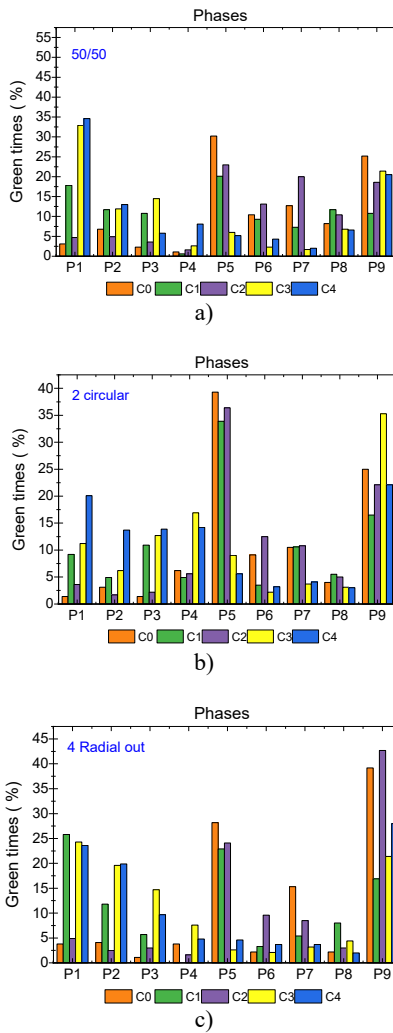 Phases
50/50
Green times ( %)
55
50
45
40
35
30
25
20
15
10
5
0
P1 P2 P3 P4 P5 P6 P7 P8 P9
C0 C1 C2 C3 C4
a)
Phases
2 circular
Green times ( %)
40
35
30
25
20
15
10
5
0
P1 P2 P3 P4 P5 P6 P7 P8 P9
C0 C1 C2 C3 C4
b)
Phases
4 Radial out
Green times ( %)
45
40
35
30
25
20
15
10
5
0
P1 P2 P3 P4 P5 P6 P7 P8 P9
C0 C1 C2 C3 C4
c)